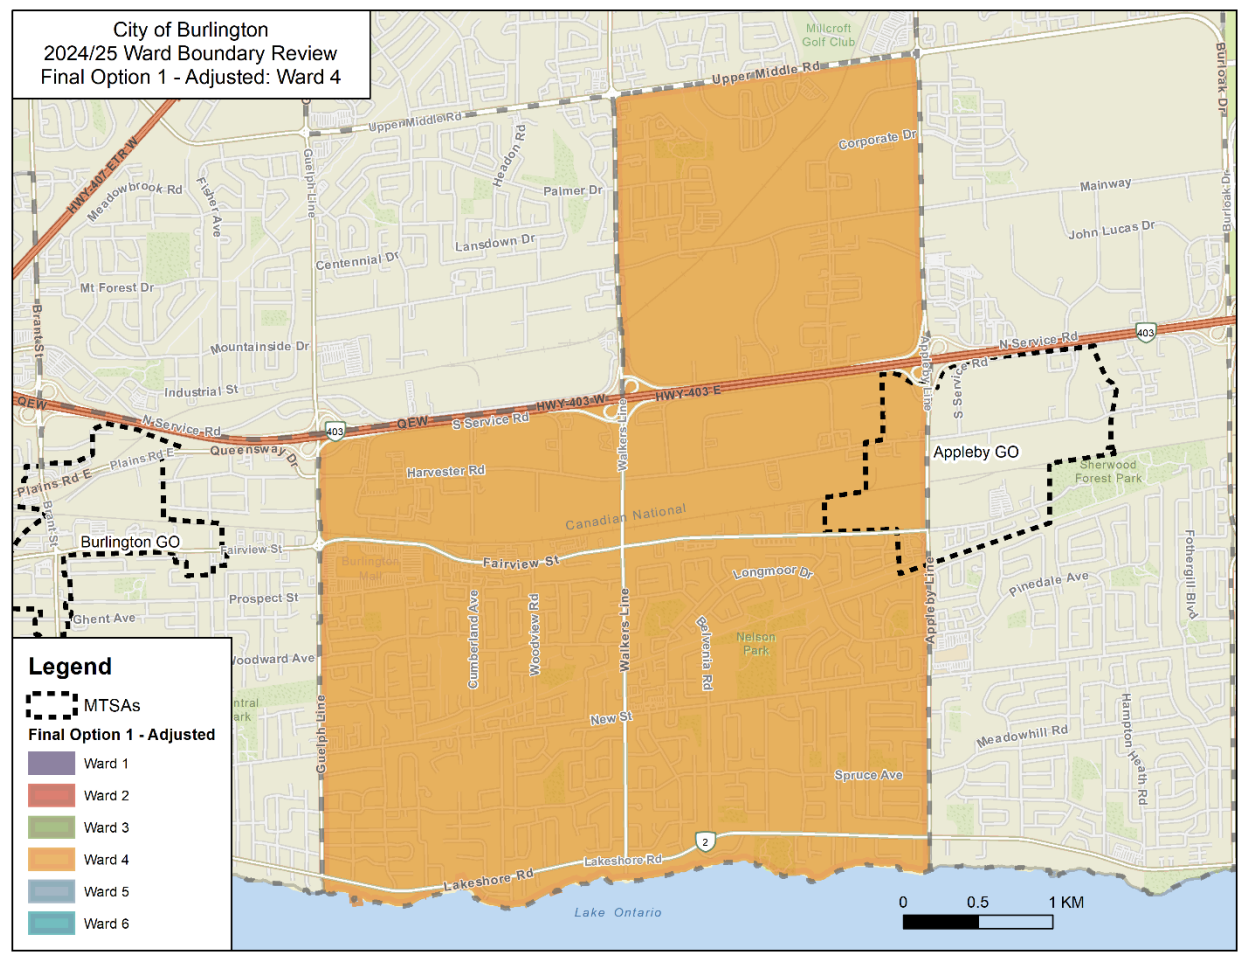 City of Burlington
2024/25 Ward Boundary Review
Final Option 1 - Adjusted: Ward 4
Millcroft
Golf Club
Upper Middle Rd
Burloak Dr
HWY-407 ETR W
Upper Middle Rd
Guelph Line
Headon Rd
Corporate Dr
Meadowbrook Rd
Fisher Ave
Palmer Dr
Mainway
Burloak Dr
John Lucas Dr
Lansdown Dr
Centennial Dr
Mt Forest Dr
Brant St
Mountainside Dr
N Service Rd
403
Appleby Line
S Service Rd
Industrial St
HWY-403 E
HWY-403 W
QEW
QEW
S Service Rd
403
N Service Rd
Walkers Line
Queensway Dr
Plains Rd E
Plains Rd E
Appleby GO
Sherwood
Forest Park
Harvester Rd
Brant St
Canadian National
Burlington GO
Fairview St
Fairview St
Burlington
Mall
Longmoor Dr
Pinedale Ave
Fothergill Blvd
Appleby Line
Prospect St
Ghent Ave
Cumberland Ave
Woodview Rd
Walkers Line
Belvenia Rd
Nelson
Park
Woodward Ave
Guelph Line
New St
Meadowhill Rd
Hampton Heath Rd
Spruce Ave
2
Lakeshore Rd
Lakeshore Rd
Lake Ontario
0 0.5 1 KM
Legend
MTSAs
Final Option 1 - Adjusted
Ward 1
Ward 2
Ward 3
Ward 4
Ward 5
Ward 6